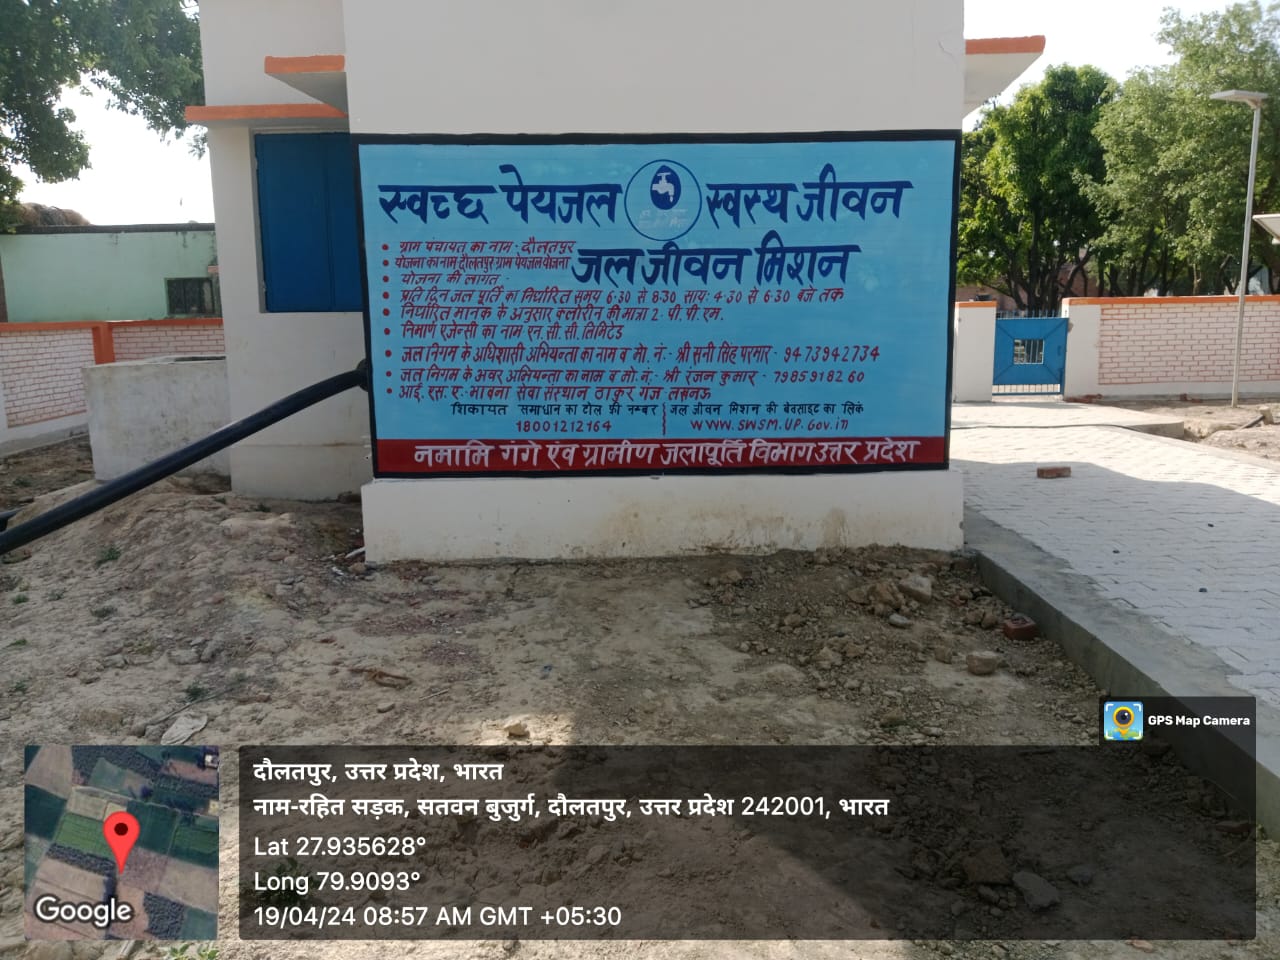 स्वच्छ पेयजल स्वस्थ जीवन
जल जीवन मिशन
• ग्राम पंचायत का नाम - दौलतपुर
• योजना का नाम दौलतपुर ग्राम पेयजल योजना
• योजना की लागत -
• प्रति दिन जल पूर्ति का निर्धारित समय 6:30 से 8:30 सायः 4:30 से 6:30 बजे तक
• निर्धारित मानक के अनुसार क्लोरीन की मात्रा 2- पी. पी एम.
• निर्माण एजेन्सी का नाम एन. सी. सी. लिमिटेड
• जल निगम के अधिशासी अभियन्ता का नाम व मो. नं.- श्री सुनी सिंह परमार - 9473942734
• जल निगम के अवर अभियन्ता का नाम व मो. नं:- श्री रंजन कुमार - 7985918260
• आई. एस. ए:- भावना सेवा संस्थान ठाकुर गंज लखनऊ
शिकायत समाधान का टोल फ्री नम्बर
18001212164
जल जीवन मिशन की बेवसाइट का लिंक
www.swsm.up.gov.in
नमामि गंगे एंव ग्रामीण जलापूर्ति विभाग उत्तर प्रदेश
GPS Map Camera
दौलतपुर, उत्तर प्रदेश, भारत
नाम-रहित सड़क, सतवन बुजुर्ग, दौलतपुर, उत्तर प्रदेश 242001, भारत
Lat 27.935628°
Long 79.9093°
19/04/24 08:57 AM GMT +05:30
Google